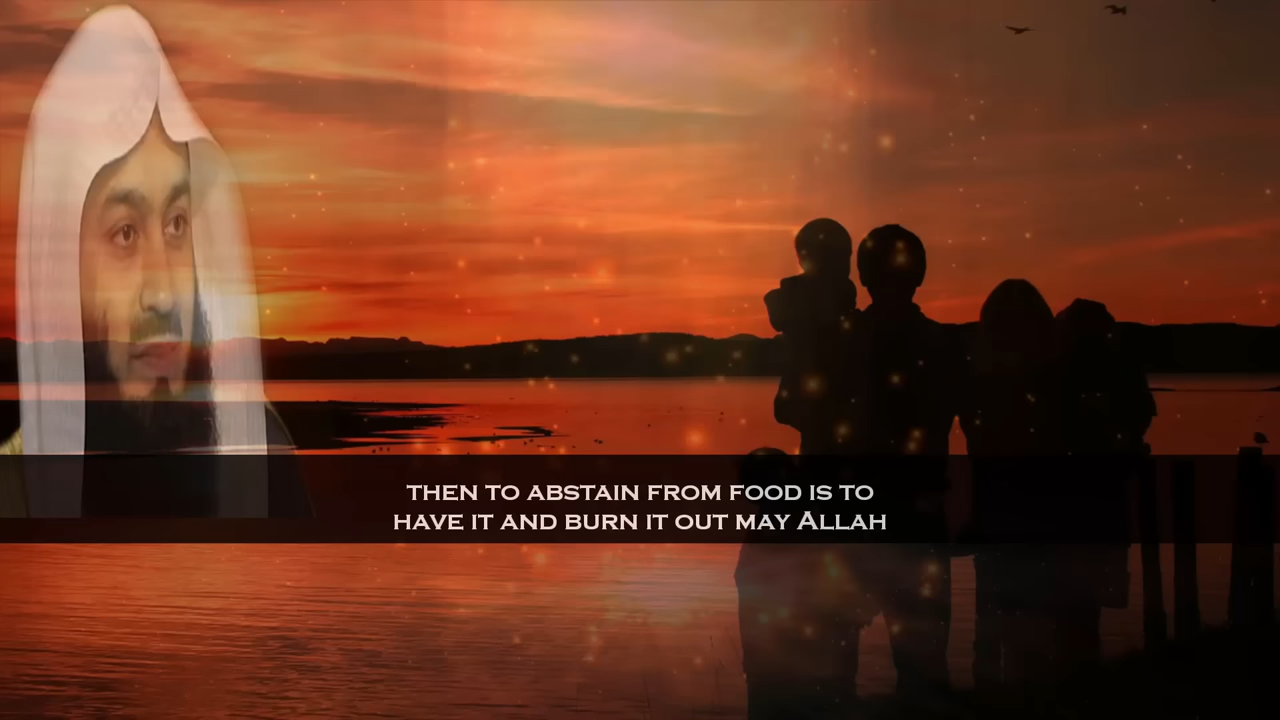 THEN TO ABSTAIN FROM FOOD IS TO
HAVE IT AND BURN IT OUT MAY ALLAH